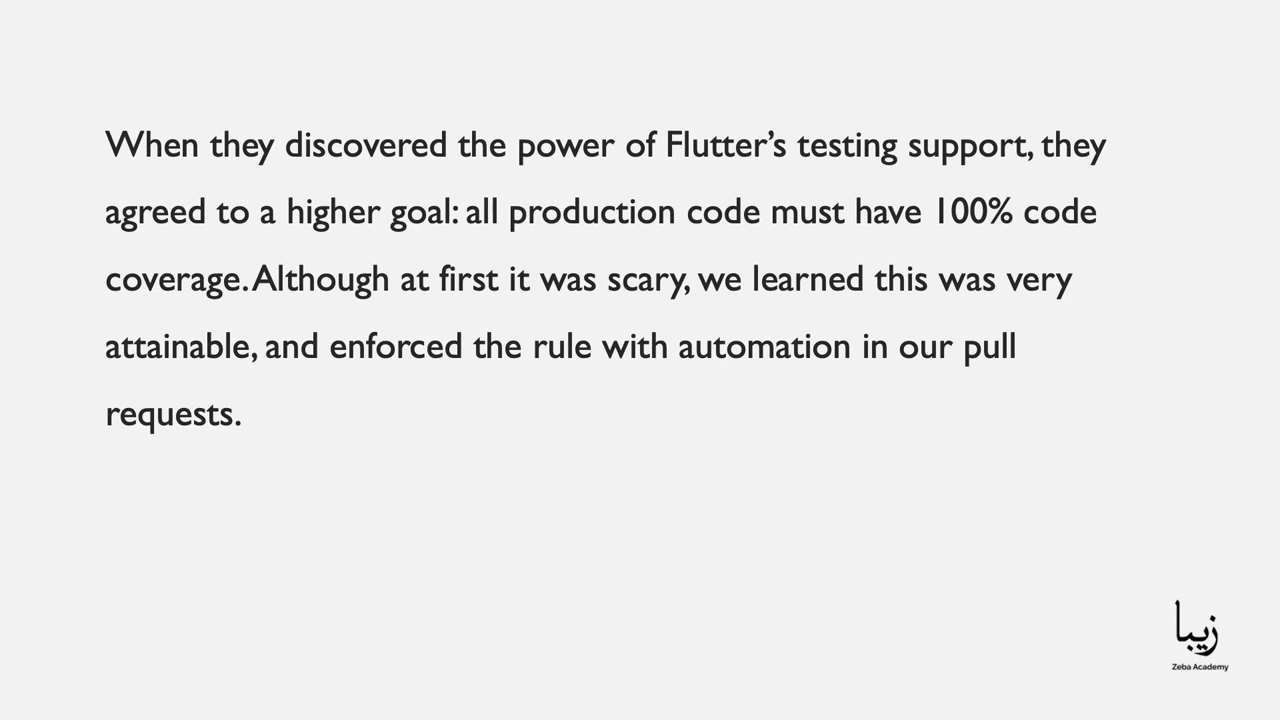 When they discovered the power of Flutter’s testing support, they
agreed to a higher goal: all production code must have 100% code
coverage. Although at first it was scary, we learned this was very
attainable, and enforced the rule with automation in our pull
requests.
زيبا
Zeba Academy